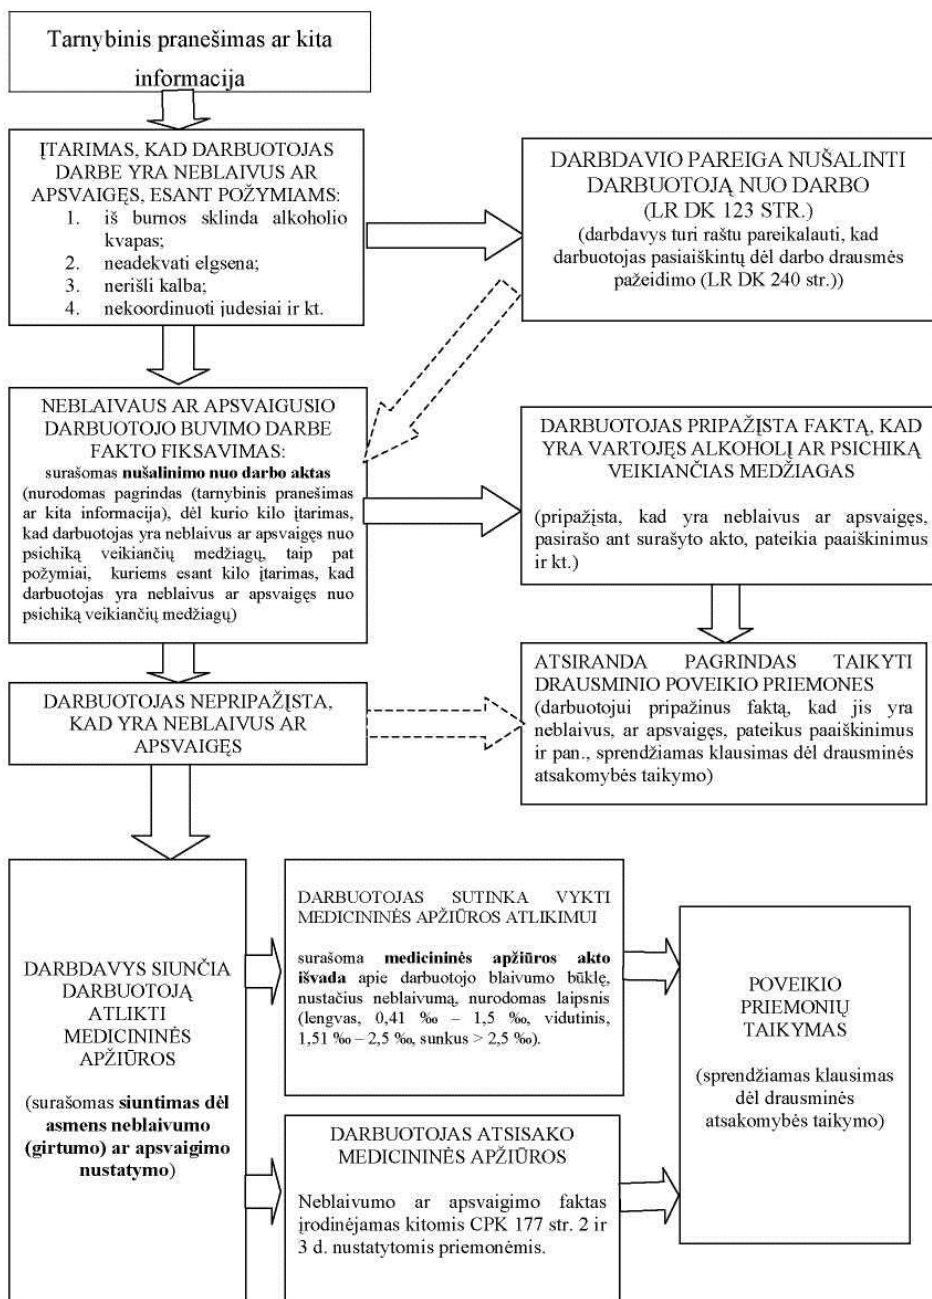 Tarnybinis pranešimas ar kita
informacija
ĮTARIMAS, KAD DARBUOTOJAS
DARBE YRA NEBLAIVUS AR
APSVAIGĘS, ESANT POŽYMIAMS:
1. iš burnos sklinda alkoholio
kvapas;
2. neadekvati elgsena;
3. nerišli kalba;
4. nekoordinuoti judesiai ir kt.
DARBDAVIO PAREIGA NUŠALINTI
DARBUOTOJĄ NUO DARBO
(LR DK 123 STR.)
(darbdavys turi raštu pareikalauti, kad
darbuotojas pasiaiškintų dėl darbo drausmės
pažeidimo (LR DK 240 str.))
NEBLAIVAUS AR APSVAIGUSIO
DARBUOTOJO BUVIMO DARBE
FAKTO FIKSAVIMAS:
surašomas nušalinimo nuo darbo aktas
(nurodomas pagrindas (tarnybinis pranešimas
ar kita informacija), dėl kurio kilo įtarimas,
kad darbuotojas yra neblaivus ar apsvaigęs nuo
psichiką veikiančių medžiagų, taip pat
požymiai, kuriems esant kilo įtarimas, kad
darbuotojas yra neblaivus ar apsvaigęs nuo
psichiką veikiančių medžiagų)
DARBUOTOJAS PRIPAŽĮSTA FAKTĄ, KAD
YRA VARTOJĘS ALKOHOLĮ AR PSICHIKĄ
VEIKIANČIAS MEDŽIAGAS
(pripažįsta, kad yra neblaivus ar apsvaigęs,
pasirašo ant surašyto akto, pateikia paaiškinimus
ir kt.)
DARBUOTOJAS NEPRIPAŽĮSTA,
KAD YRA NEBLAIVUS AR
APSVAIGĘS
ATSIRANDA PAGRINDAS TAIKYTI
DRAUSMINIO POVEIKIO PRIEMONES
(darbuotojui pripažinus faktą, kad jis yra
neblaivus, ar apsvaigęs, pateikus paaiškinimus
ir pan., sprendžiamas klausimas dėl drausminės
atsakomybės taikymo)
DARBDAVYS SIUNČIA
DARBUOTOJĄ
ATLIKTI
MEDICININĖS
APŽIŪROS
(surašomas siuntimas dėl
asmens neblaivumo
(girtumo) ar apsvaigimo
nustatymo)
DARBUOTOJAS SUTINKA VYKTI
MEDICININĖS APŽIŪROS ATLIKIMUI
surašoma medicininės apžiūros akto
išvada apie darbuotojo blaivumo būklę,
nustačius neblaivumą, nurodomas laipsnis
(lengvas, 0,41 ‰ – 1,5 ‰, vidutinis,
1,51 ‰ – 2,5 ‰, sunkus > 2,5 ‰).
DARBUOTOJAS ATSISAKO
MEDICININĖS APŽIŪROS
Neblaivumo ar apsvaigimo faktas
įrodinėjamas kitomis CPK 177 str. 2 ir
3 d. nustatytomis priemonėmis.
POVEIKIO
PRIEMONIŲ
TAIKYMAS
(sprendžiamas klausimas
dėl drausminės
atsakomybės taikymo)